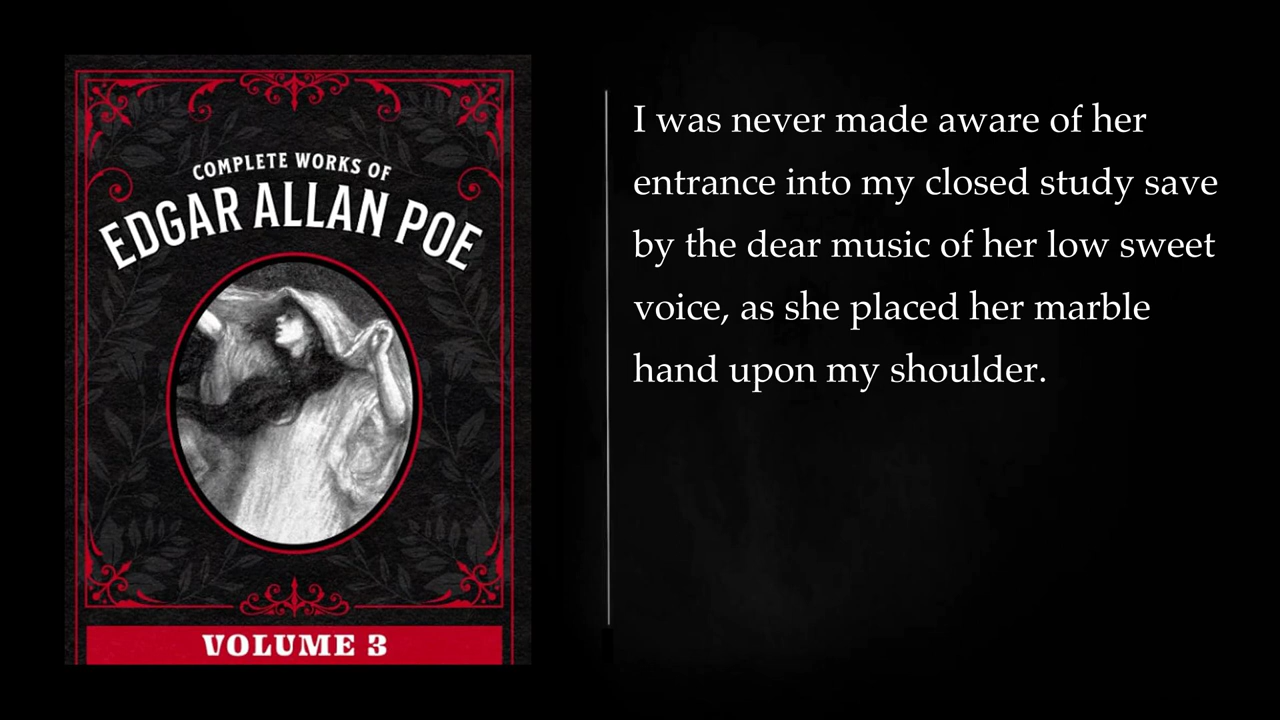 COMPLETE WORKS OF
EDGAR ALLAN POE
VOLUME 3
I was never made aware of her
entrance into my closed study save
by the dear music of her low sweet
voice, as she placed her marble
hand upon my shoulder.